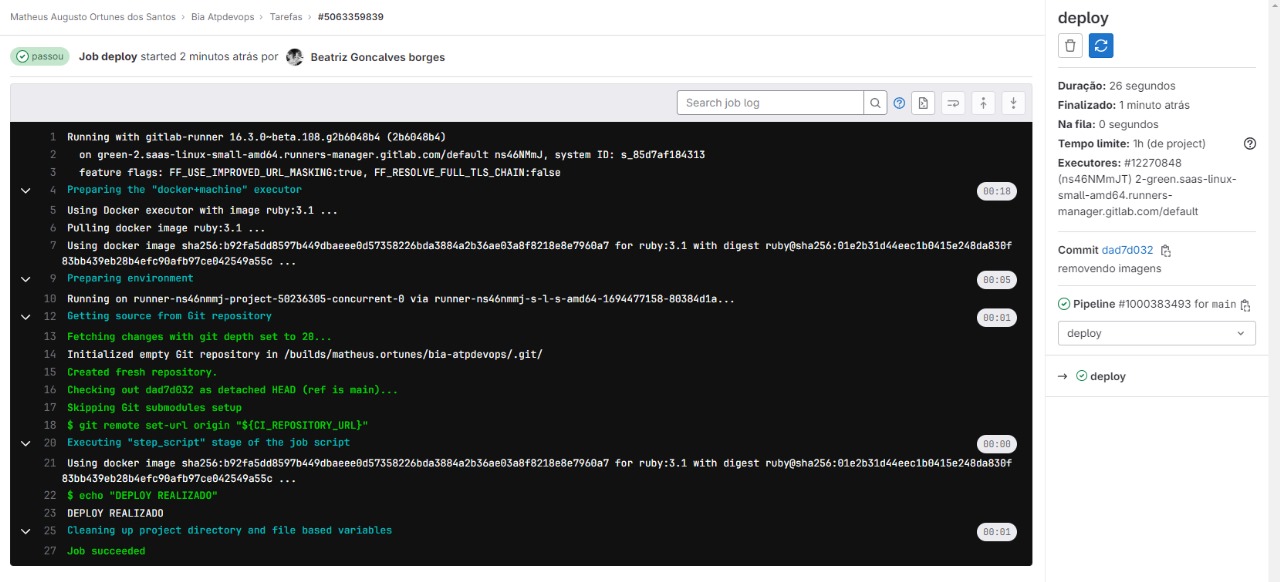 Matheus Augusto Ortunes dos Santos › Bia Atpdevops › Tarefas › #5063359839
passou Job deploy started 2 minutos atrás por Beatriz Goncalves borges
Search job log
1 Running with gitlab-runner 16.3.0~beta.108.g2b6048b4 (2b6048b4)
2 on green-2.saas-linux-small-amd64.runners-manager.gitlab.com/default ns46NMmJ, system ID: s_85d7af184313
3 feature flags: FF_USE_IMPROVED_URL_MASKING:true, FF_RESOLVE_FULL_TLS_CHAIN:false
4 Preparing the "docker+machine" executor 00:18
5 Using Docker executor with image ruby:3.1 ...
6 Pulling docker image ruby:3.1 ...
7 Using docker image sha256:b92fa5dd8597b449dbaeee0d57358226bda3884a2b36ae03a8f8218e8e7960a7 for ruby:3.1 with digest ruby@sha256:01e2b31d44eec1b0415e248da830f
83bb439eb28b4efc90afb97ce042549a55c ...
9 Preparing environment 00:05
10 Running on runner-ns46nmmj-project-50236305-concurrent-0 via runner-ns46nmmj-s-l-s-amd64-1694477158-80384d1a...
12 Getting source from Git repository 00:01
13 Fetching changes with git depth set to 20...
14 Initialized empty Git repository in /builds/matheus.ortunes/bia-atpdevops/.git/
15 Created fresh repository.
16 Checking out dad7d032 as detached HEAD (ref is main)...
17 Skipping Git submodules setup
18 $ git remote set-url origin "${CI_REPOSITORY_URL}"
20 Executing "step_script" stage of the job script 00:00
21 Using docker image sha256:b92fa5dd8597b449dbaeee0d57358226bda3884a2b36ae03a8f8218e8e7960a7 for ruby:3.1 with digest ruby@sha256:01e2b31d44eec1b0415e248da830f
83bb439eb28b4efc90afb97ce042549a55c ...
22 $ echo "DEPLOY REALIZADO"
23 DEPLOY REALIZADO
25 Cleaning up project directory and file based variables 00:01
27 Job succeeded
deploy
Duração: 26 segundos
Finalizado: 1 minuto atrás
Na fila: 0 segundos
Tempo limite: 1h (de project)
Executores: #12270848
(ns46NMmJT) 2-green.saas-linux-
small-amd64.runners-
manager.gitlab.com/default
Commit dad7d032
removendo imagens
Pipeline #1000383493 for main
deploy
→ deploy